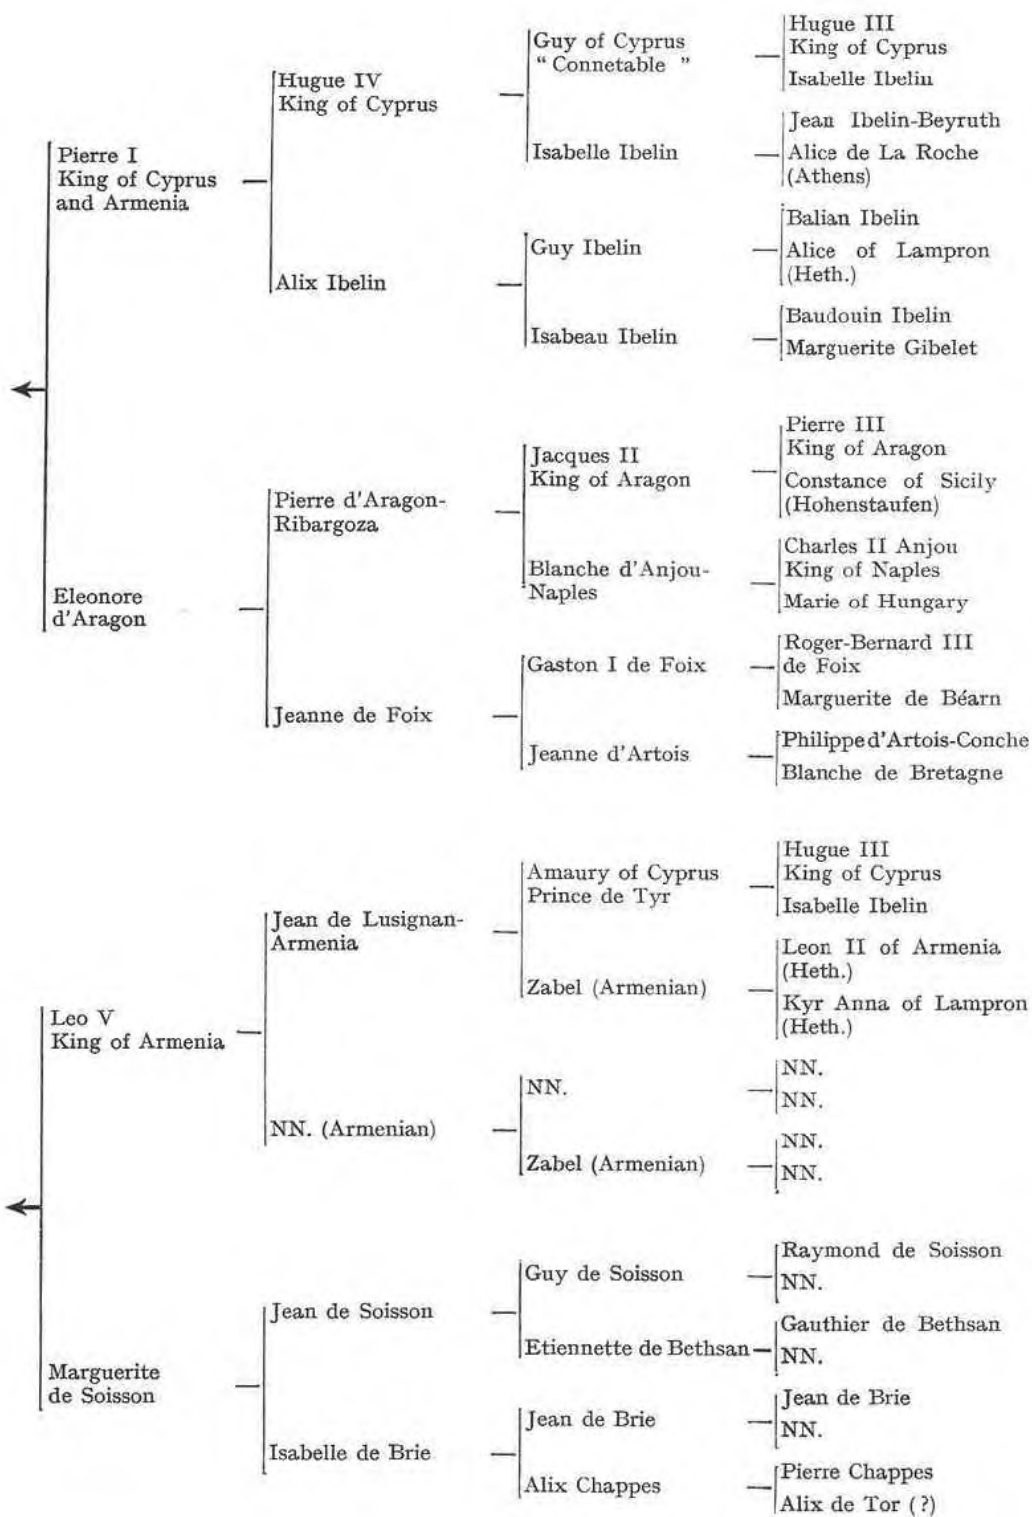 Pierre I
King of Cyprus
and Armenia
Hugue IV
King of Cyprus
Guy of Cyprus
"Connetable"
Hugue III
King of Cyprus
Isabelle Ibelin
Isabelle Ibelin
Jean Ibelin-Beyruth
Alice de La Roche
(Athens)
Alix Ibelin
Guy Ibelin
Balian Ibelin
Alice of Lampron
(Heth.)
Isabeau Ibelin
Baudouin Ibelin
Marguerite Gibelet
Eleonore
d'Aragon
Pierre d'Aragon-
Ribargoza
Jacques II
King of Aragon
Pierre III
King of Aragon
Constance of Sicily
(Hohenstaufen)
Blanche d'Anjou-
Naples
Charles II Anjou
King of Naples
Marie of Hungary
Jeanne de Foix
Gaston I de Foix
Roger-Bernard III
de Foix
Marguerite de Béarn
Jeanne d'Artois
Philippe d'Artois-Conche
Blanche de Bretagne
Leo V
King of Armenia
Jean de Lusignan-
Armenia
Amaury of Cyprus
Prince de Tyr
Hugue III
King of Cyprus
Isabelle Ibelin
Zabel (Armenian)
Leon II of Armenia
(Heth.)
Kyr Anna of Lampron
(Heth.)
NN. (Armenian)
NN.
NN.
NN.
Zabel (Armenian)
NN.
NN.
Marguerite
de Soisson
Jean de Soisson
Guy de Soisson
Raymond de Soisson
NN.
Etiennette de Bethsan
Gauthier de Bethsan
NN.
Isabelle de Brie
Jean de Brie
Jean de Brie
NN.
Alix Chappes
Pierre Chappes
Alix de Tor (?)